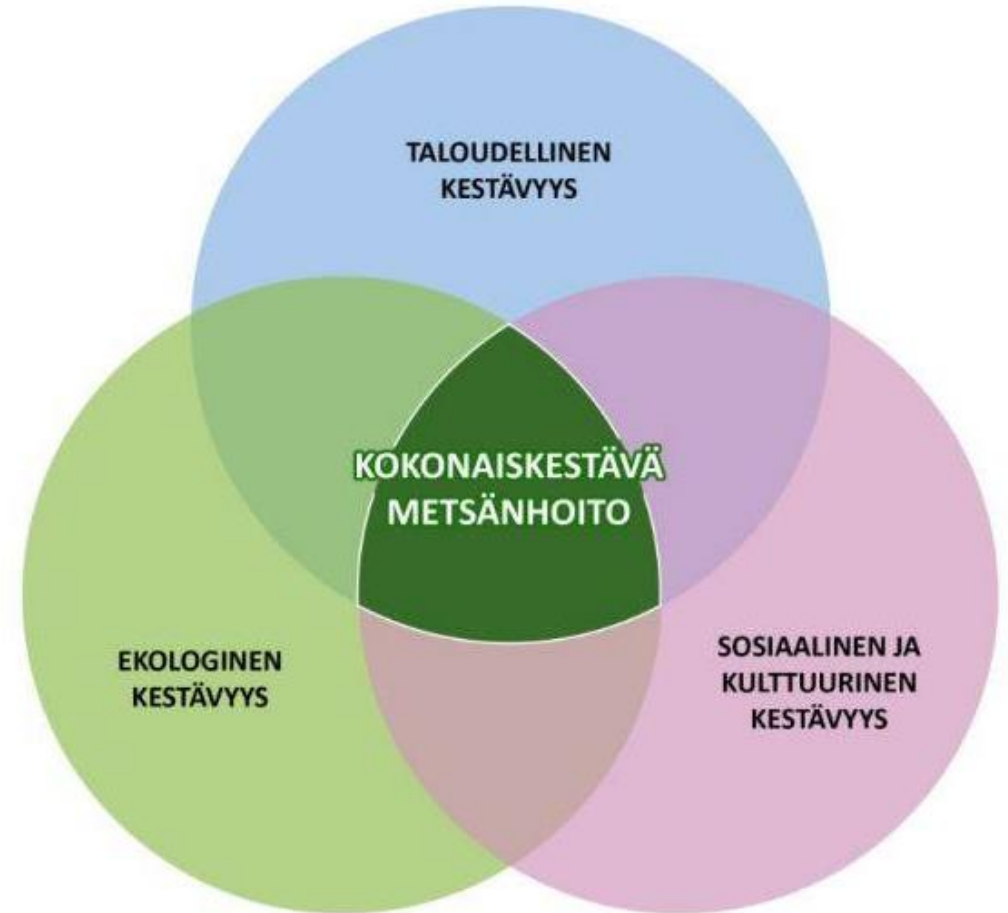 TALOUDELLINEN
KESTÄVYYS
KOKONAISKESTÄVÄ
METSÄNHOITO
EKOLOGINEN
KESTÄVYYS
SOSIAALINEN JA
KULTTUURINEN
KESTÄVYYS